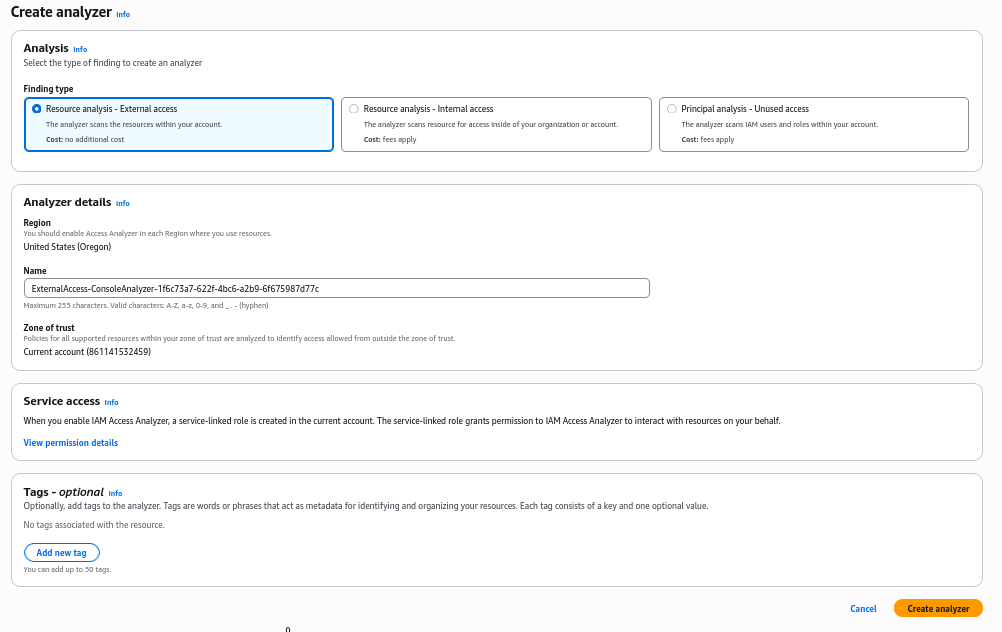 Create analyzer Info
Analysis Info
Select the type of finding to create an analyzer
Finding type
Resource analysis - External access
The analyzer scans the resources within your account.
Cost: no additional cost
Resource analysis - Internal access
The analyzer scans resource for access inside of your organization or account.
Cost: fees apply
Principal analysis - Unused access
The analyzer scans IAM users and roles within your account.
Cost: fees apply
Analyzer details Info
Region
You should enable Access Analyzer in each Region where you use resources.
United States (Oregon)
Name
ExternalAccess-ConsoleAnalyzer-1f6c73a7-622f-4bc6-a2b9-6f675987d77c
Maximum 255 characters. Valid characters: A-Z, a-z, 0-9, and _ . - (hyphen)
Zone of trust
Policies for all supported resources within your zone of trust are analyzed to identify access allowed from outside the zone of trust.
Current account (861141532459)
Service access Info
When you enable IAM Access Analyzer, a service-linked role is created in the current account. The service-linked role grants permission to IAM Access Analyzer to interact with resources on your behalf.
View permission details
Tags - optional Info
Optionally, add tags to the analyzer. Tags are words or phrases that act as metadata for identifying and organizing your resources. Each tag consists of a key and one optional value.
No tags associated with the resource.
Add new tag
You can add up to 50 tags.
Cancel
Create analyzer